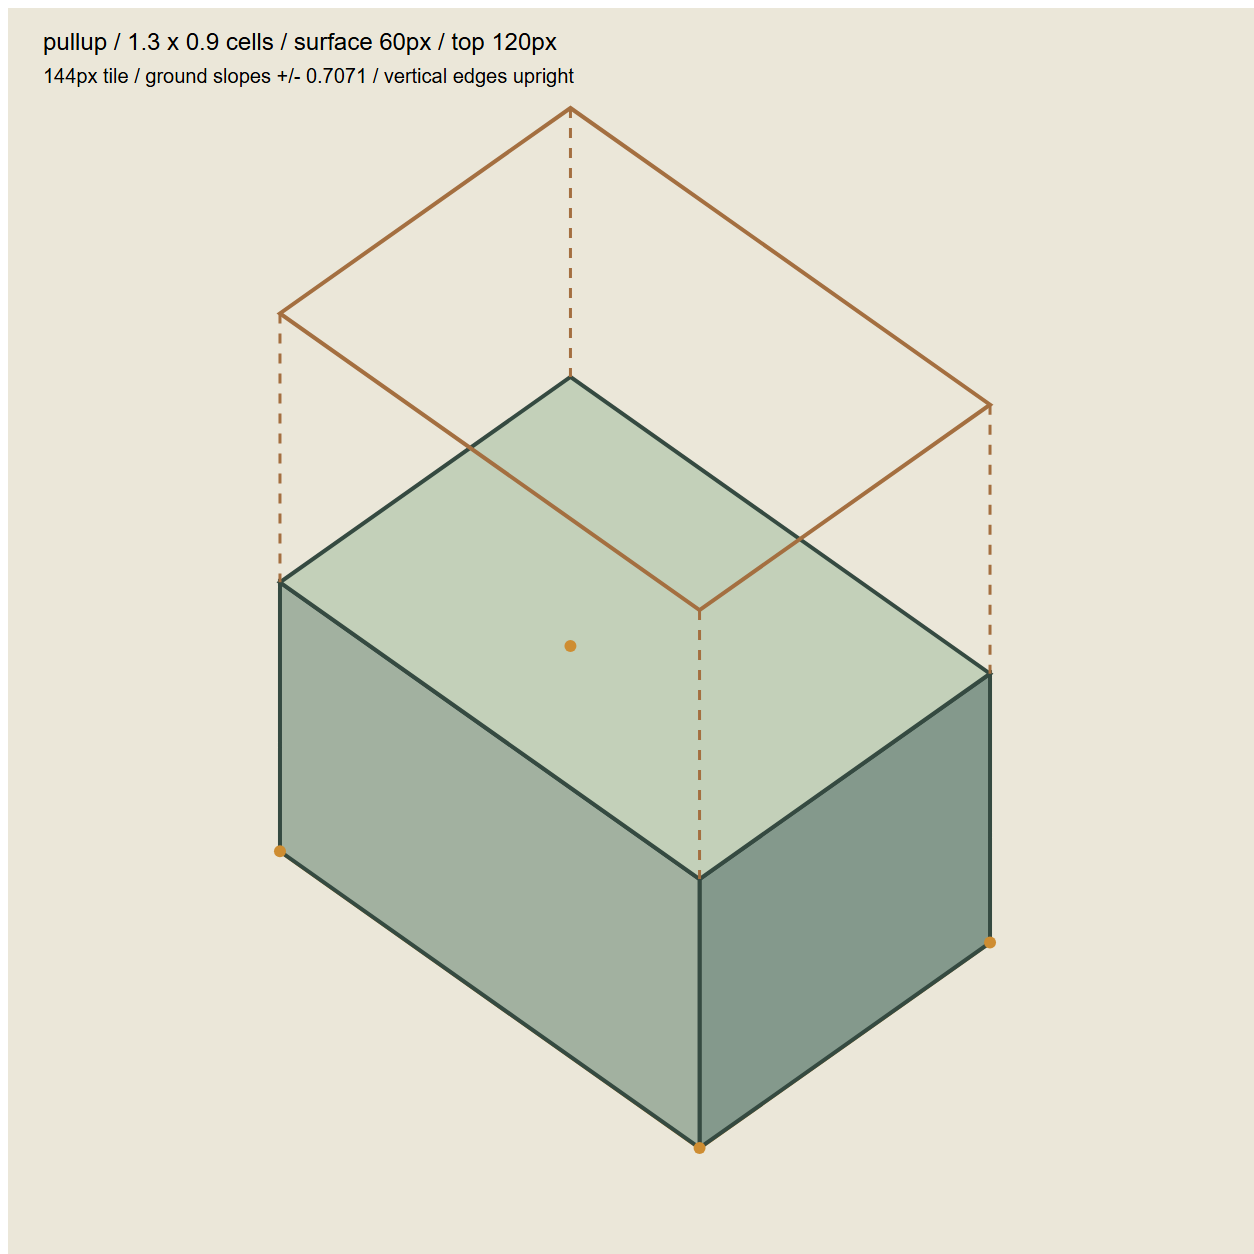 pullup / 1.3 x 0.9 cells / surface 60px / top 120px
144px tile / ground slopes +/- 0.7071 / vertical edges upright